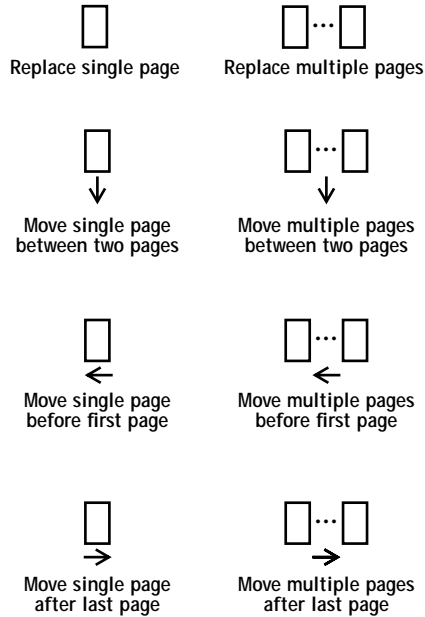 Replace single page
Replace multiple pages
Move single page
between two pages
Move multiple pages
between two pages
Move single page
before first page
Move multiple pages
before first page
Move single page
after last page
Move multiple pages
after last page